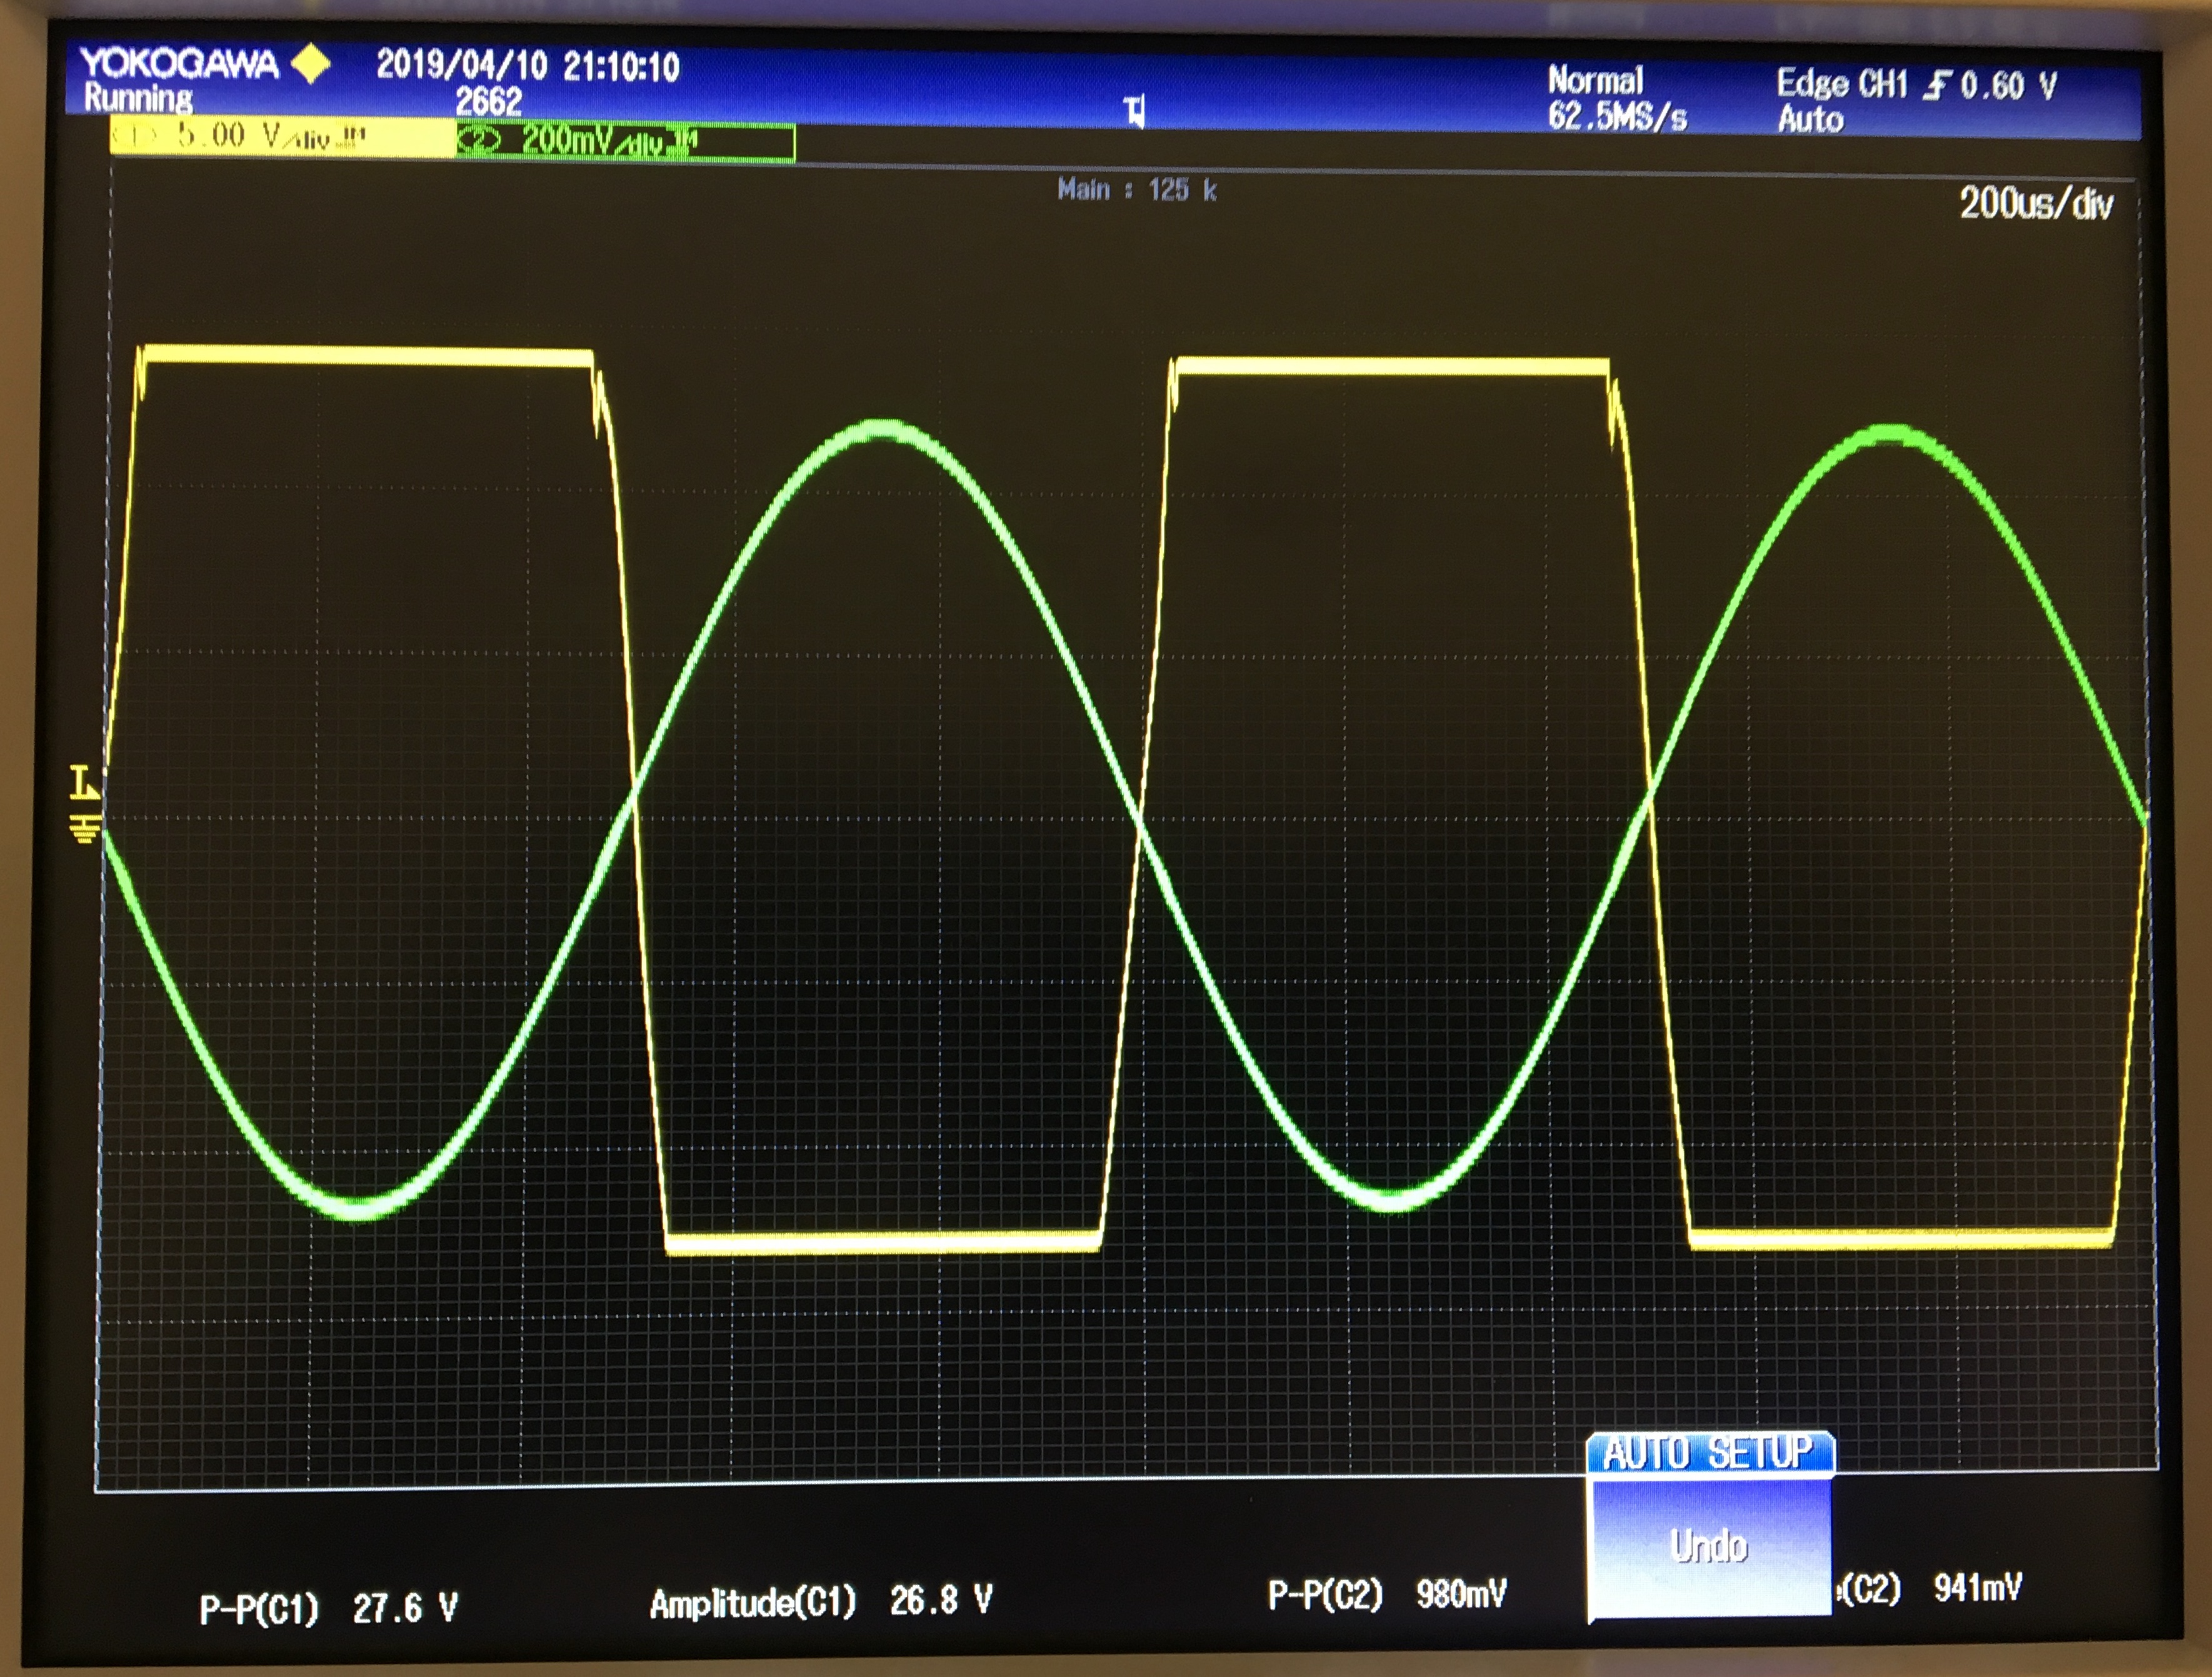 YOKOGAWA 2019/04/10 21:10:10 Normal Edge CH1 0.60 V
Running 2662 T 62.5MS/s Auto
1 5.00 V/div 1M 2 200mV/div 1M
Main : 125 k
200us/div
T
AUTO SETUP
Undo
P-P(C1) 27.6 V Amplitude(C1) 26.8 V P-P(C2) 980mV :(C2) 941mV